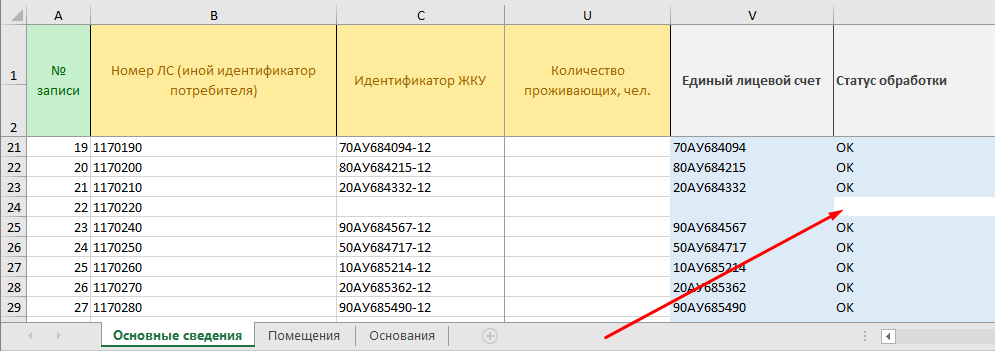 A B C U V
1 № записи Номер ЛС (иной идентификатор потребителя) Идентификатор ЖКУ Количество проживающих, чел. Единый лицевой счет Статус обработки
2
21 19 1170190 70АУ684094-12 70АУ684094 OK
22 20 1170200 80АУ684215-12 80АУ684215 OK
23 21 1170210 20АУ684332-12 20АУ684332 OK
24 22 1170220
25 23 1170240 90АУ684567-12 90АУ684567 OK
26 24 1170250 50АУ684717-12 50АУ684717 OK
27 25 1170260 10АУ685214-12 10АУ685214 OK
28 26 1170270 20АУ685362-12 20АУ685362 OK
29 27 1170280 90АУ685490-12 90АУ685490 OK
Основные сведения Помещения Основания